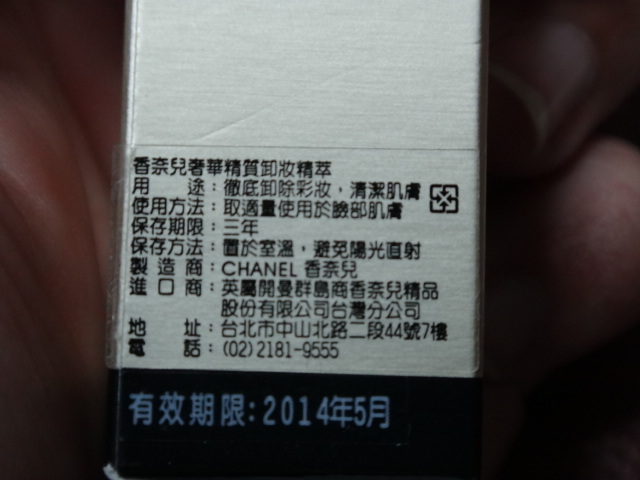 香奈兒奢華精質卸妝精萃
用　　途：徹底卸除彩妝，清潔肌膚
使用方法：取適量使用於臉部肌膚
保存期限：三年
保存方法：置於室溫，避免陽光直射
製 造 商：CHANEL 香奈兒
進 口 商：英屬開曼群島商香奈兒精品
股份有限公司台灣分公司
地　　址：台北市中山北路二段44號7樓
電　　話：(02)2181-9555
有效期限:2014年5月